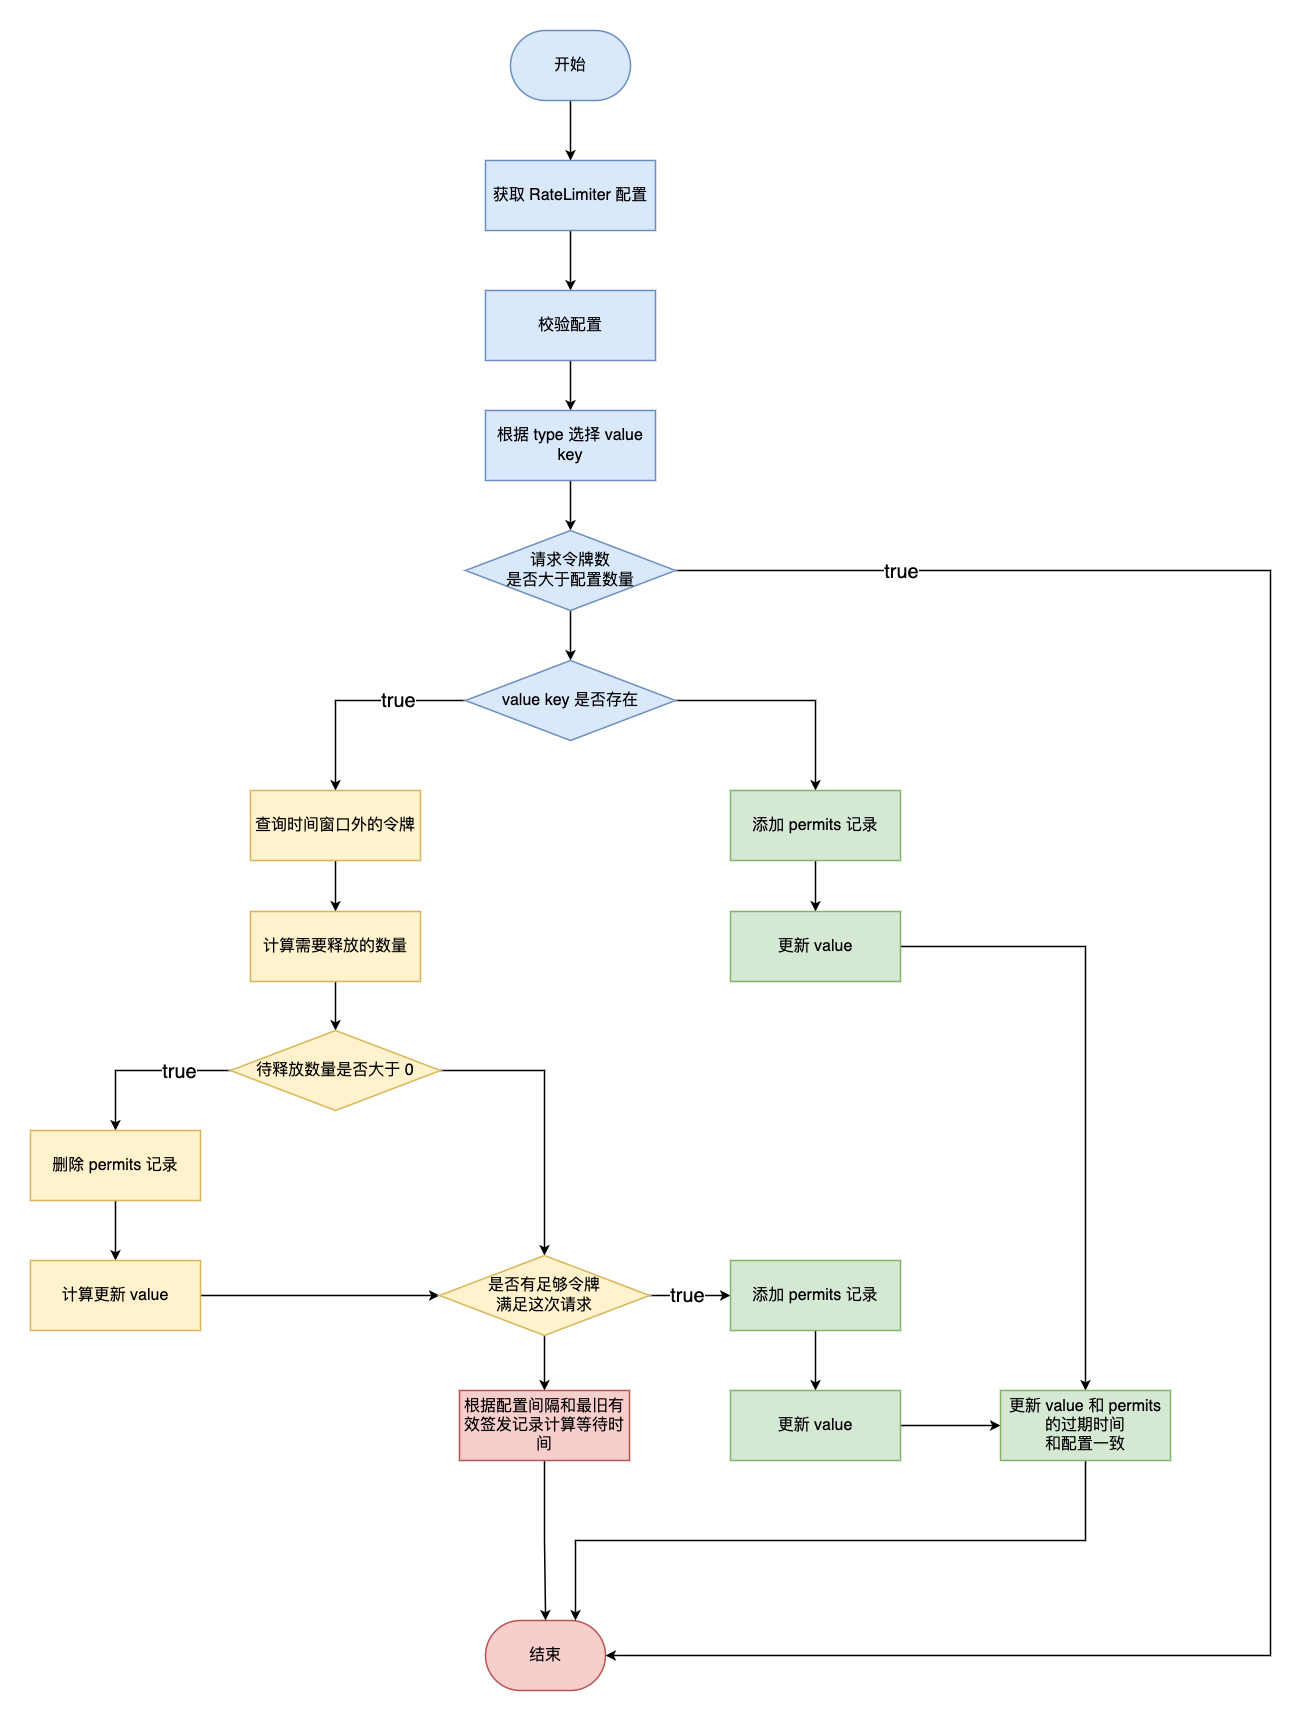 开始
获取 RateLimiter 配置
校验配置
根据 type 选择 value
key
请求令牌数
是否大于配置数量
true
value key 是否存在
true
查询时间窗口外的令牌
添加 permits 记录
计算需要释放的数量
更新 value
待释放数量是否大于 0
true
删除 permits 记录
计算更新 value
是否有足够令牌
满足这次请求
true
添加 permits 记录
根据配置间隔和最旧有
效签发记录计算等待时
间
更新 value
更新 value 和 permits
的过期时间
和配置一致
结束